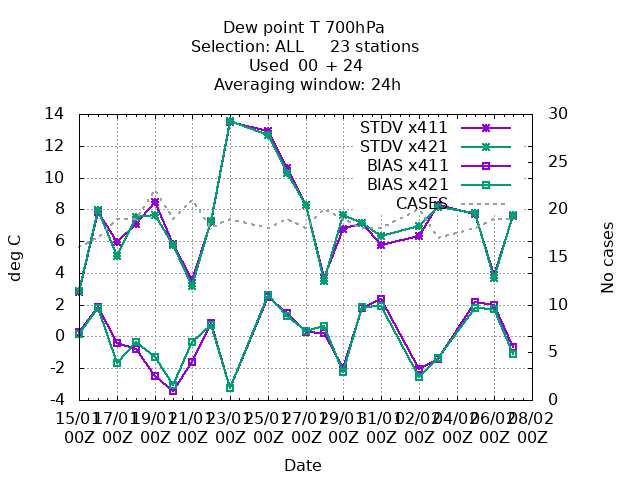 Dew point T 700hPa
Selection: ALL     23 stations
Used  00 + 24
Averaging window: 24h
14 30
STDV x411
STDV x421
12
25
BIAS x411
10
BIAS x421
CASES
8 20
6 15
4
2 10
0
5
-2
-4 0
deg C
No cases
15/01 17/01 19/01 21/01 23/01 25/01 27/01 29/01 31/01 02/02 04/02 06/02 08/02
00Z 00Z 00Z 00Z 00Z 00Z 00Z 00Z 00Z 00Z 00Z 00Z 00Z
Date